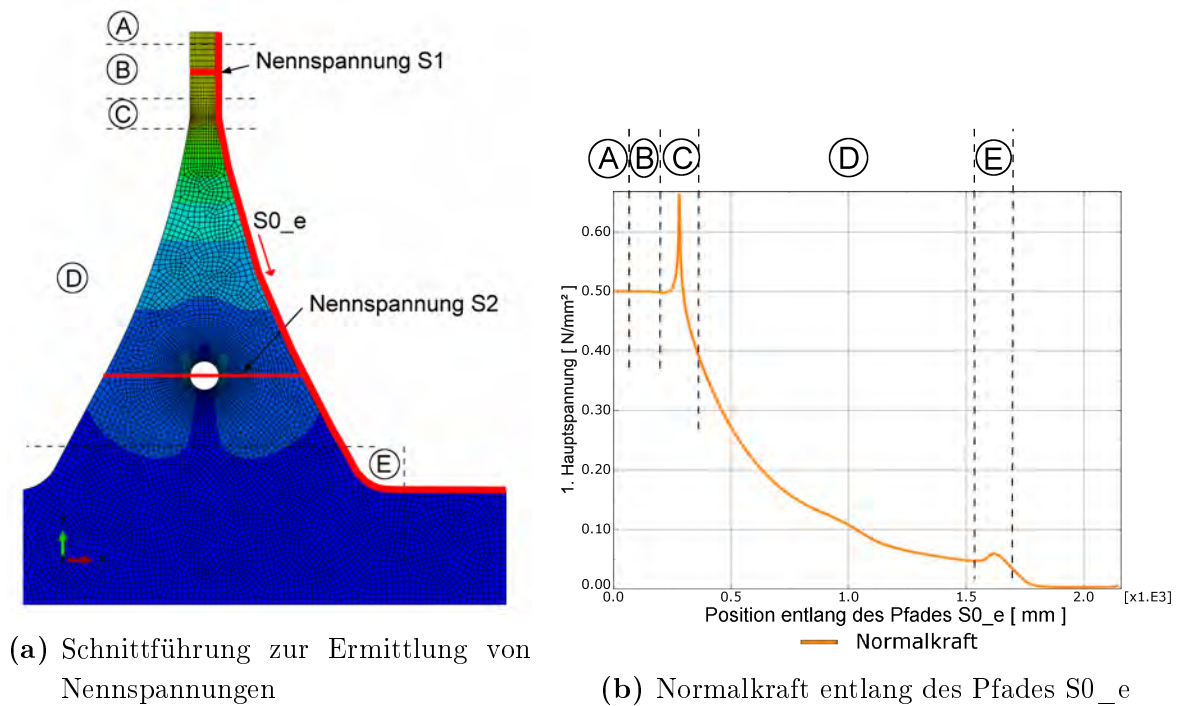 A
B
Nennspannung S1
C
S0_e
D
Nennspannung S2
E
(a) Schnittführung zur Ermittlung von
Nennspannungen
A B C D E
1. Hauptspannung [ N/mm² ]
0.60
0.50
0.40
0.30
0.20
0.10
0.00
0.0 0.5 1.0 1.5 2.0 [x1.E3]
Position entlang des Pfades S0_e [ mm ]
Normalkraft
(b) Normalkraft entlang des Pfades S0_e